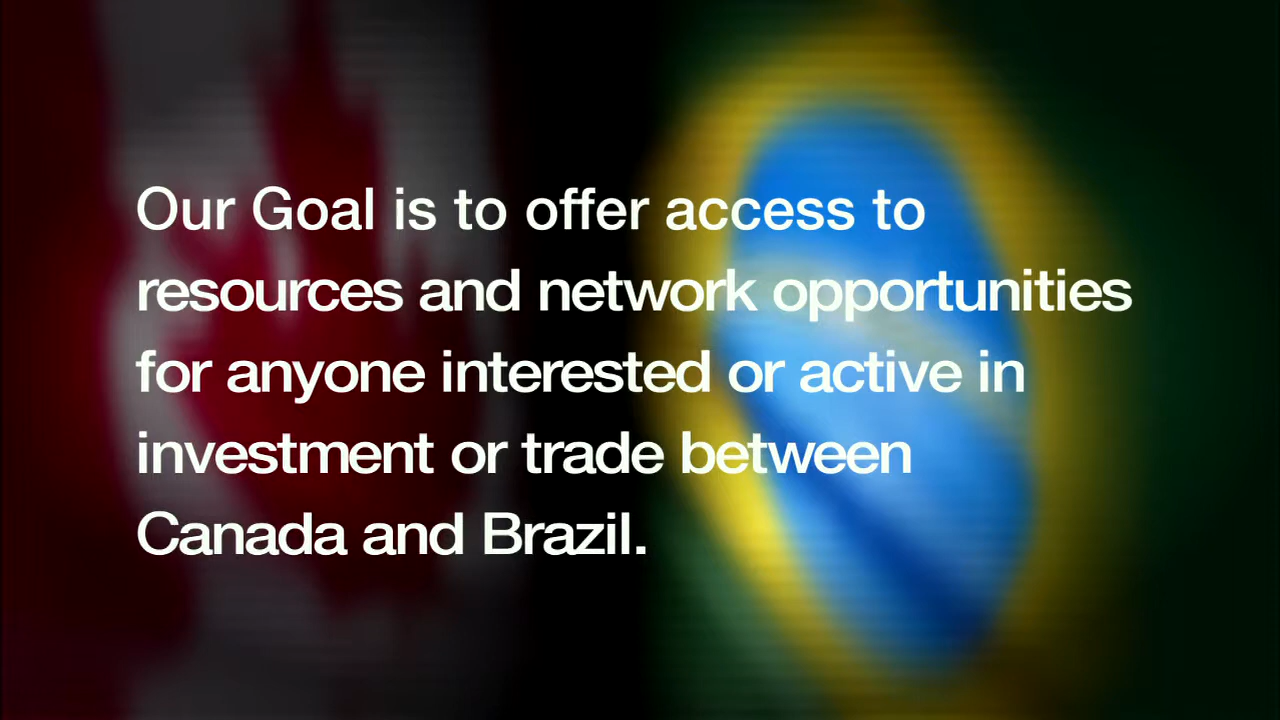 Our Goal is to offer access to
resources and network opportunities
for anyone interested or active in
investment or trade between
Canada and Brazil.